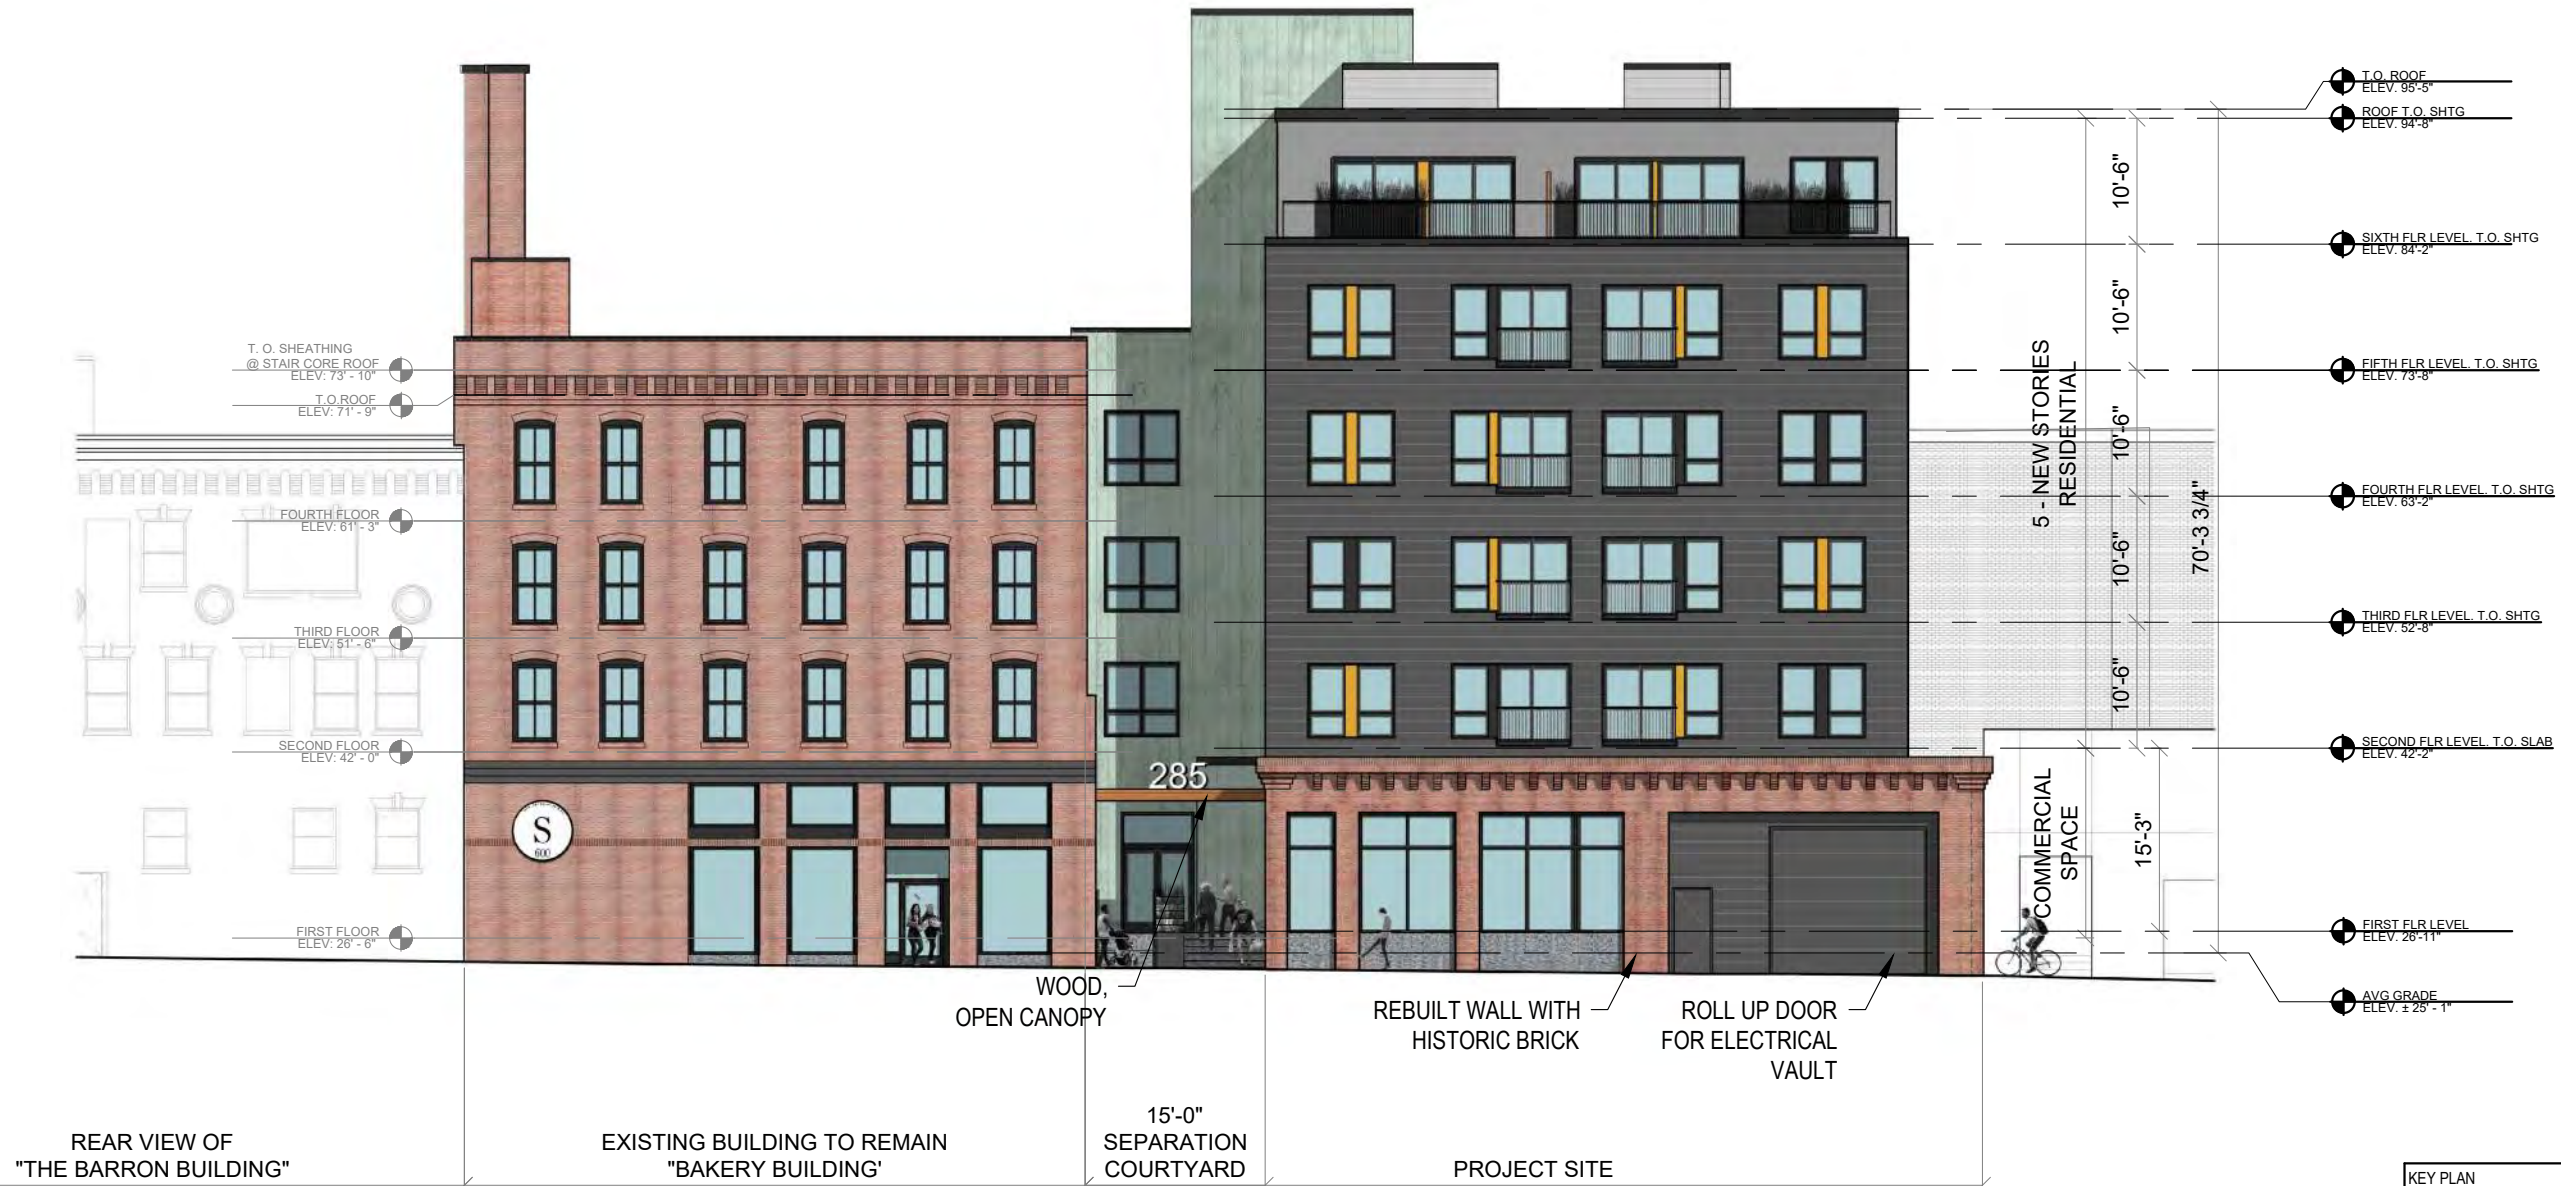 T. O. SHEATHING
@ STAIR CORE ROOF
ELEV: 73' - 10"
T.O.ROOF
ELEV: 71' - 9"
FOURTH FLOOR
ELEV: 61' - 3"
THIRD FLOOR
ELEV: 51' - 6"
SECOND FLOOR
ELEV: 42' - 0"
FIRST FLOOR
ELEV: 26' - 6"
S
600
285
WOOD,
OPEN CANOPY
REBUILT WALL WITH
HISTORIC BRICK
ROLL UP DOOR
FOR ELECTRICAL
VAULT
5 - NEW STORIES
RESIDENTIAL
COMMERCIAL
SPACE
10'-6"
10'-6"
10'-6"
10'-6"
10'-6"
15'-3"
70'-3 3/4"
T.O. ROOF
ELEV. 95'-5"
ROOF T.O. SHTG
ELEV. 94'-8"
SIXTH FLR LEVEL. T.O. SHTG
ELEV. 84'-2"
FIFTH FLR LEVEL. T.O. SHTG
ELEV. 73'-8"
FOURTH FLR LEVEL. T.O. SHTG
ELEV. 63'-2"
THIRD FLR LEVEL. T.O. SHTG
ELEV. 52'-8"
SECOND FLR LEVEL. T.O. SLAB
ELEV. 42'-2"
FIRST FLR LEVEL
ELEV. 26'-11"
AVG GRADE
ELEV. ± 25' - 1"
REAR VIEW OF
"THE BARRON BUILDING"
EXISTING BUILDING TO REMAIN
"BAKERY BUILDING'
15'-0"
SEPARATION
COURTYARD
PROJECT SITE
KEY PLAN